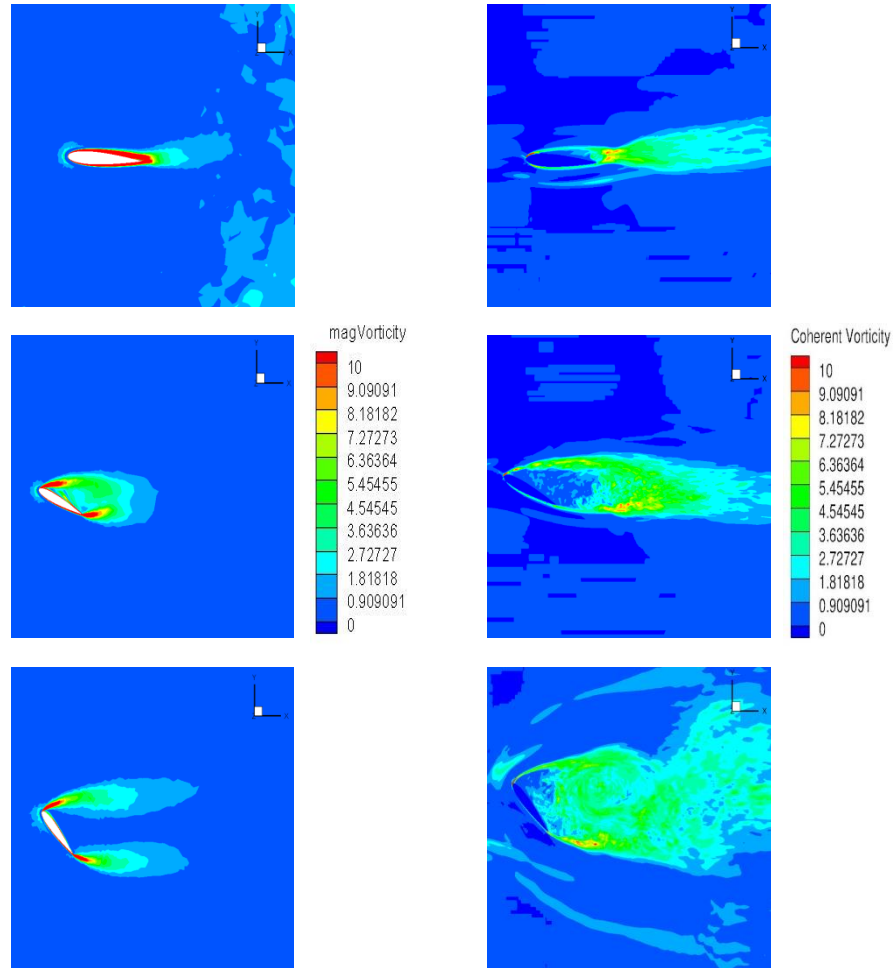 Y
X
Y
X
magVorticity
10
9.09091
8.18182
7.27273
6.36364
5.45455
4.54545
3.63636
2.72727
1.81818
0.909091
0
Y
X
Y
X
Coherent Vorticity
10
9.09091
8.18182
7.27273
6.36364
5.45455
4.54545
3.63636
2.72727
1.81818
0.909091
0
Y
X
Y
X